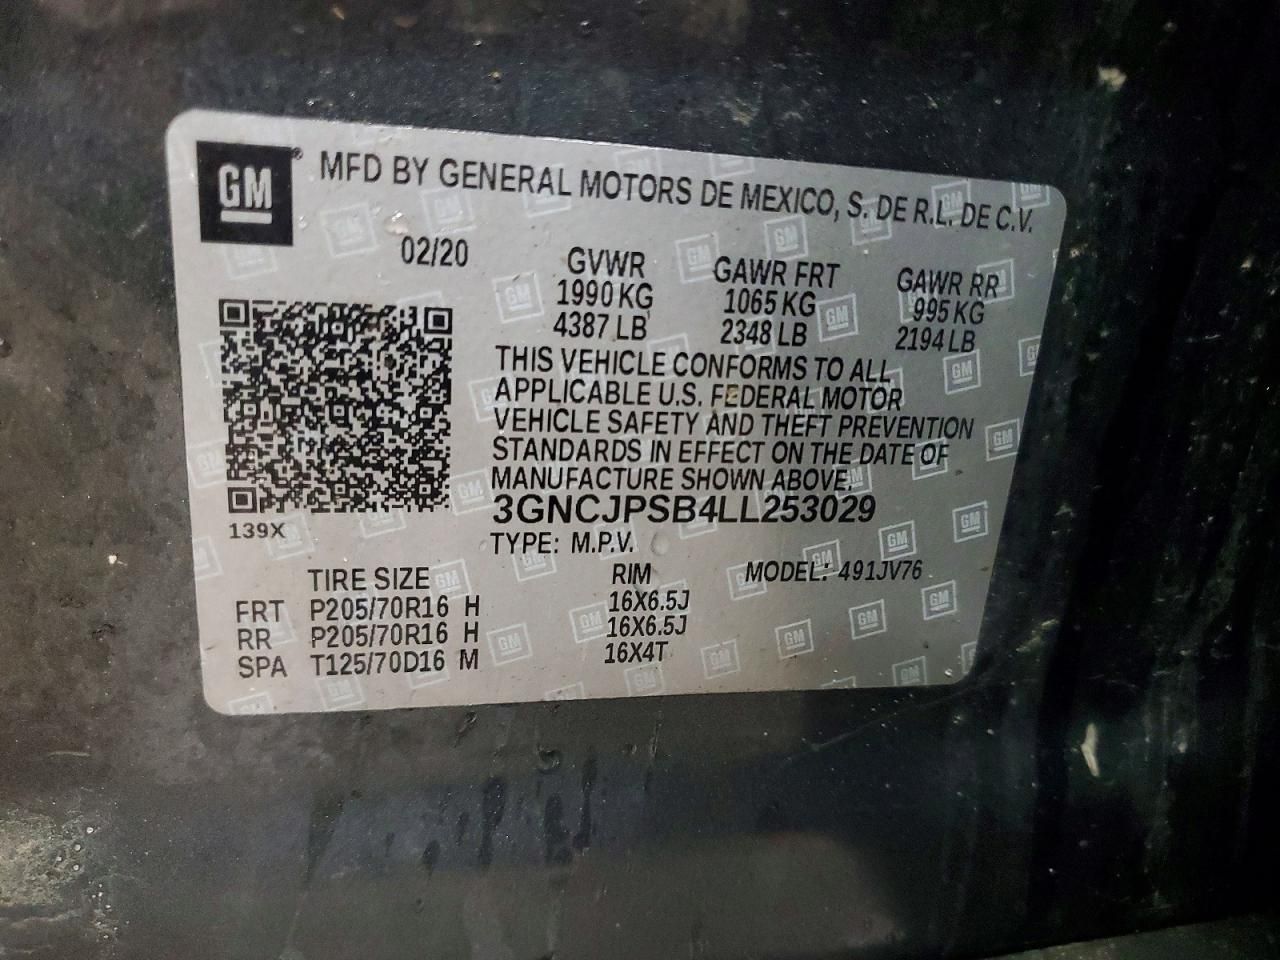 GM® MFD BY GENERAL MOTORS DE MEXICO, S. DE R.L. DE C.V.
02/20 GVWR GAWR FRT GAWR RR
1990 KG 1065 KG 995 KG
4387 LB 2348 LB 2194 LB
THIS VEHICLE CONFORMS TO ALL
APPLICABLE U.S. FEDERAL MOTOR
VEHICLE SAFETY AND THEFT PREVENTION
STANDARDS IN EFFECT ON THE DATE OF
MANUFACTURE SHOWN ABOVE.
3GNCJPSB4LL253029
139X
TYPE: M.P.V.
TIRE SIZE RIM MODEL: 491JV76
FRT P205/70R16 H 16X6.5J
RR P205/70R16 H 16X6.5J
SPA T125/70D16 M 16X4T